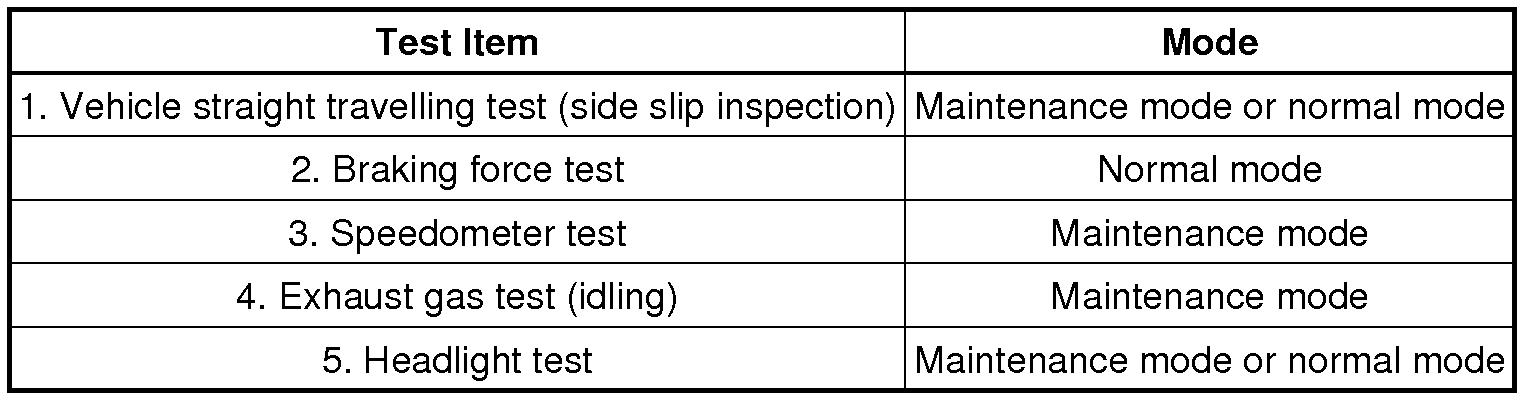 Test Item Mode
1. Vehicle straight travelling test (side slip inspection) Maintenance mode or normal mode
2. Braking force test Normal mode
3. Speedometer test Maintenance mode
4. Exhaust gas test (idling) Maintenance mode
5. Headlight test Maintenance mode or normal mode